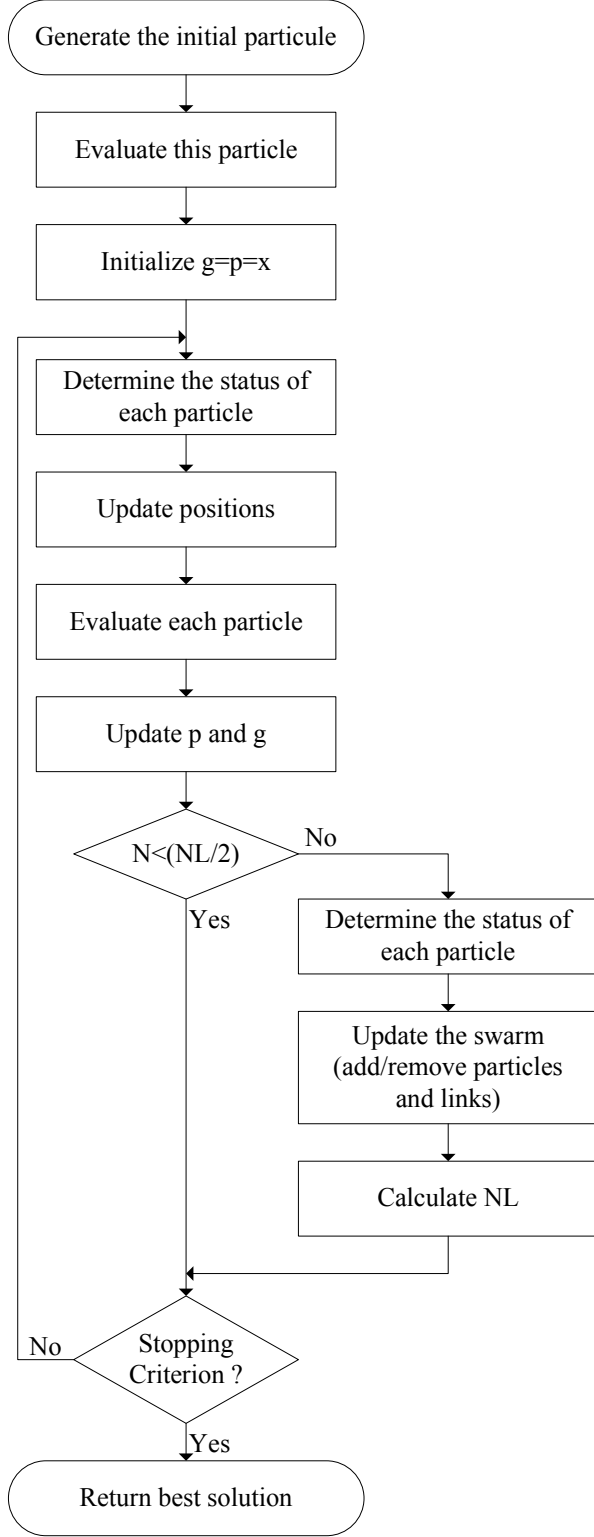 Generate the initial particule
Evaluate this particle
Initialize g=p=x
Determine the status of
each particle
Update positions
Evaluate each particle
Update p and g
N<(NL/2)
No
Yes
Determine the status of
each particle
Update the swarm
(add/remove particles
and links)
Calculate NL
Stopping
Criterion ?
No
Yes
Return best solution